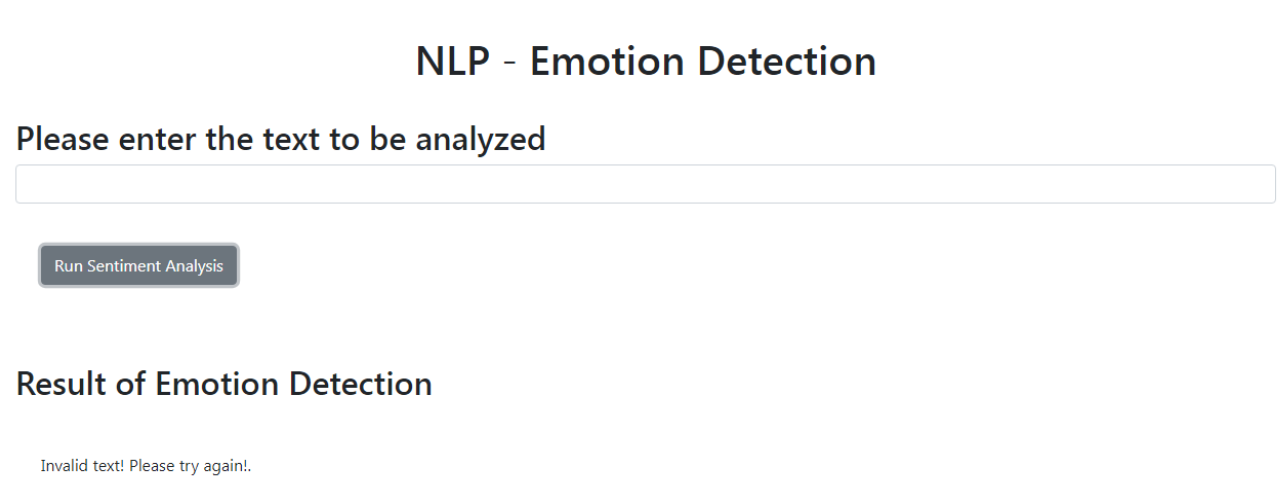 NLP - Emotion Detection
Please enter the text to be analyzed
Run Sentiment Analysis
Result of Emotion Detection
Invalid text! Please try again!.